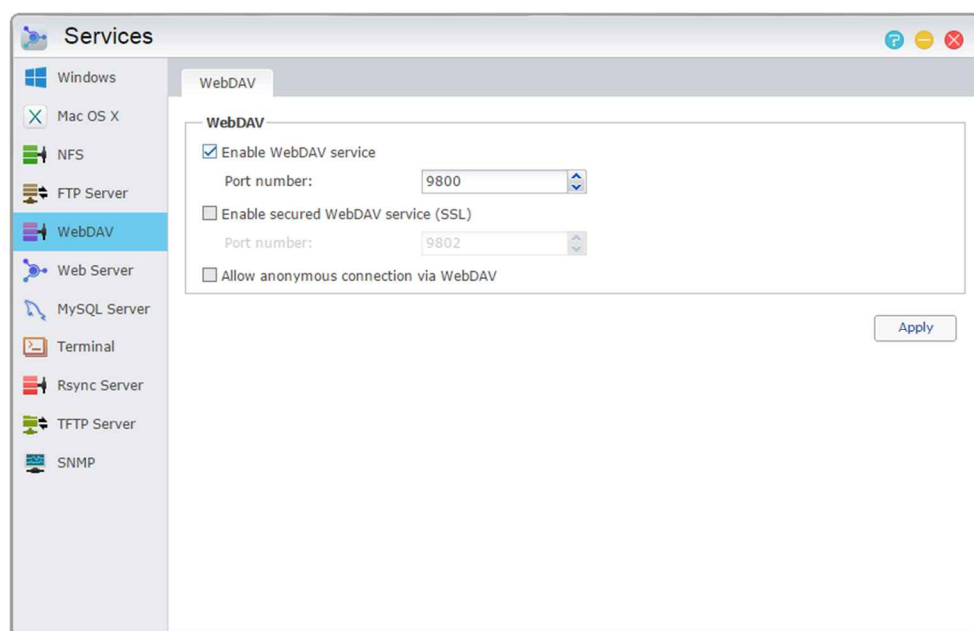 Services
Windows
Mac OS X
NFS
FTP Server
WebDAV
Web Server
MySQL Server
Terminal
Rsync Server
TFTP Server
SNMP
WebDAV
WebDAV
Enable WebDAV service
Port number: 9800
Enable secured WebDAV service (SSL)
Port number: 9802
Allow anonymous connection via WebDAV
Apply